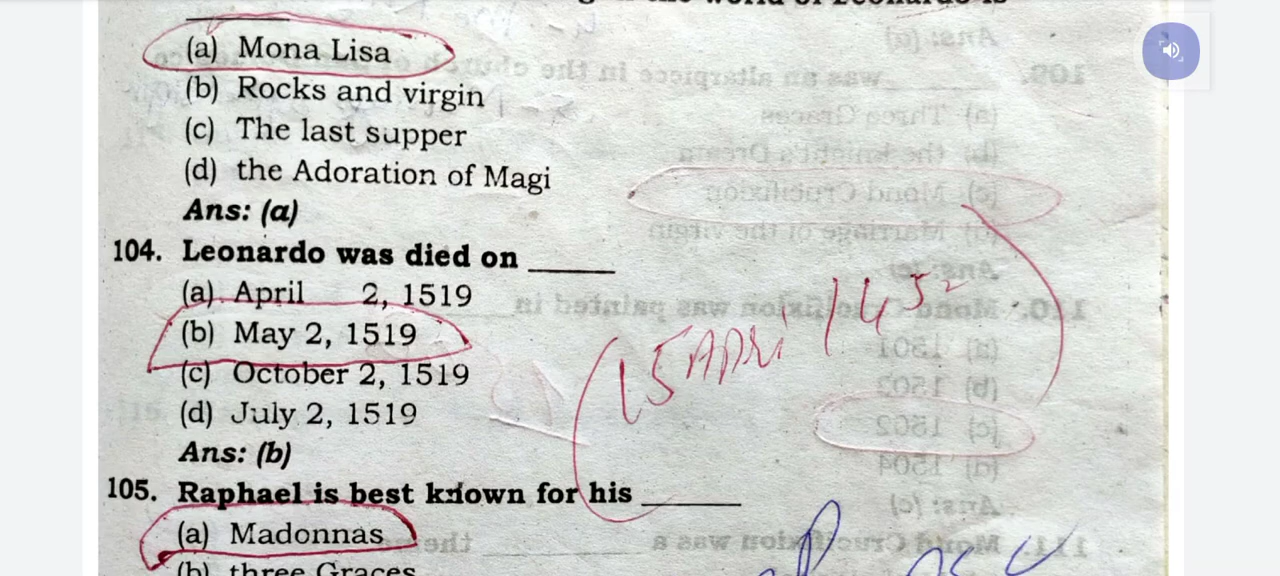 (a) Mona Lisa
(b) Rocks and virgin
(c) The last supper
(d) the Adoration of Magi
Ans: (a)
104. Leonardo was died on ______
(a) April 2, 1519
(b) May 2, 1519
(c) October 2, 1519
(d) July 2, 1519
Ans: (b)
15 April 1452
105. Raphael is best known for his ______
(a) Madonnas
(b) three Graces